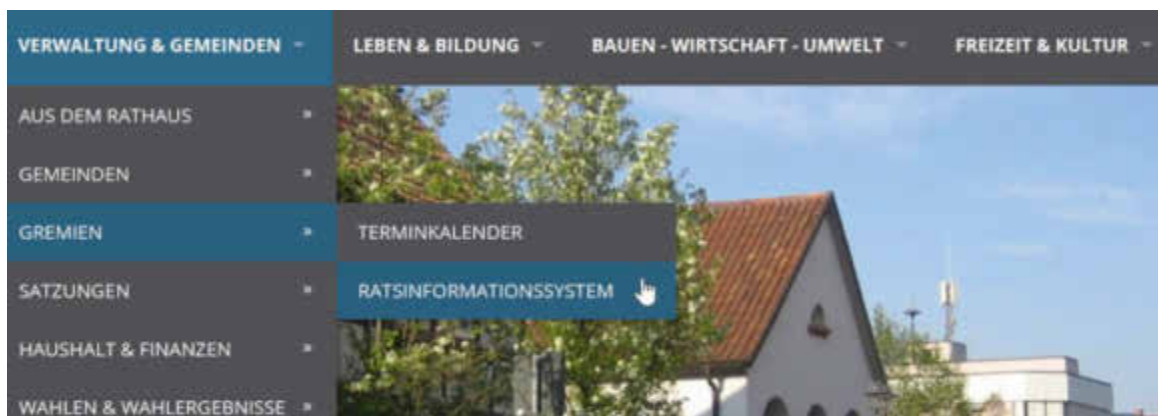 VERWALTUNG & GEMEINDEN
LEBEN & BILDUNG
BAUEN - WIRTSCHAFT - UMWELT
FREIZEIT & KULTUR
AUS DEM RATHAUS »
GEMEINDEN »
GREMIEN »
TERMINKALENDER
SATZUNGEN »
RATSINFORMATIONSSYSTEM
HAUSHALT & FINANZEN »
WAHLEN & WAHLERGEBNISSE »